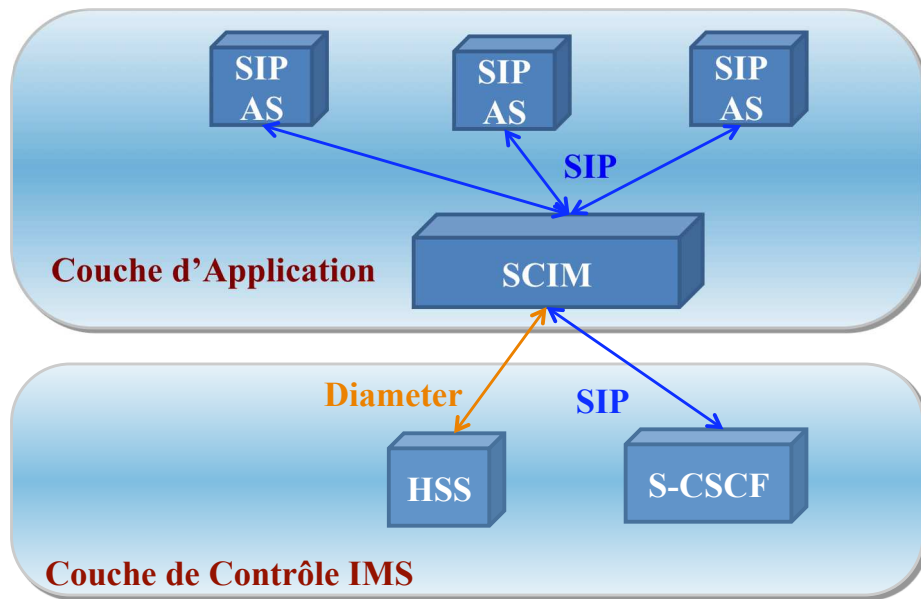 SIP
AS
SIP
AS
SIP
AS
SIP
SCIM
Couche d’Application
Diameter
SIP
HSS
S-CSCF
Couche de Contrôle IMS